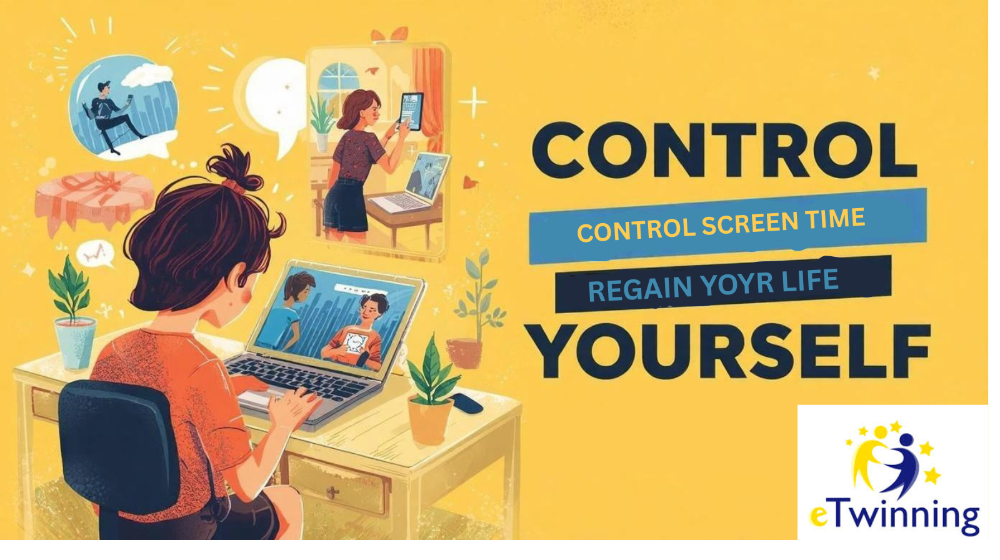 CONTROL
CONTROL SCREEN TIME
REGAIN YOYR LIFE
YOURSELF
eTwinning